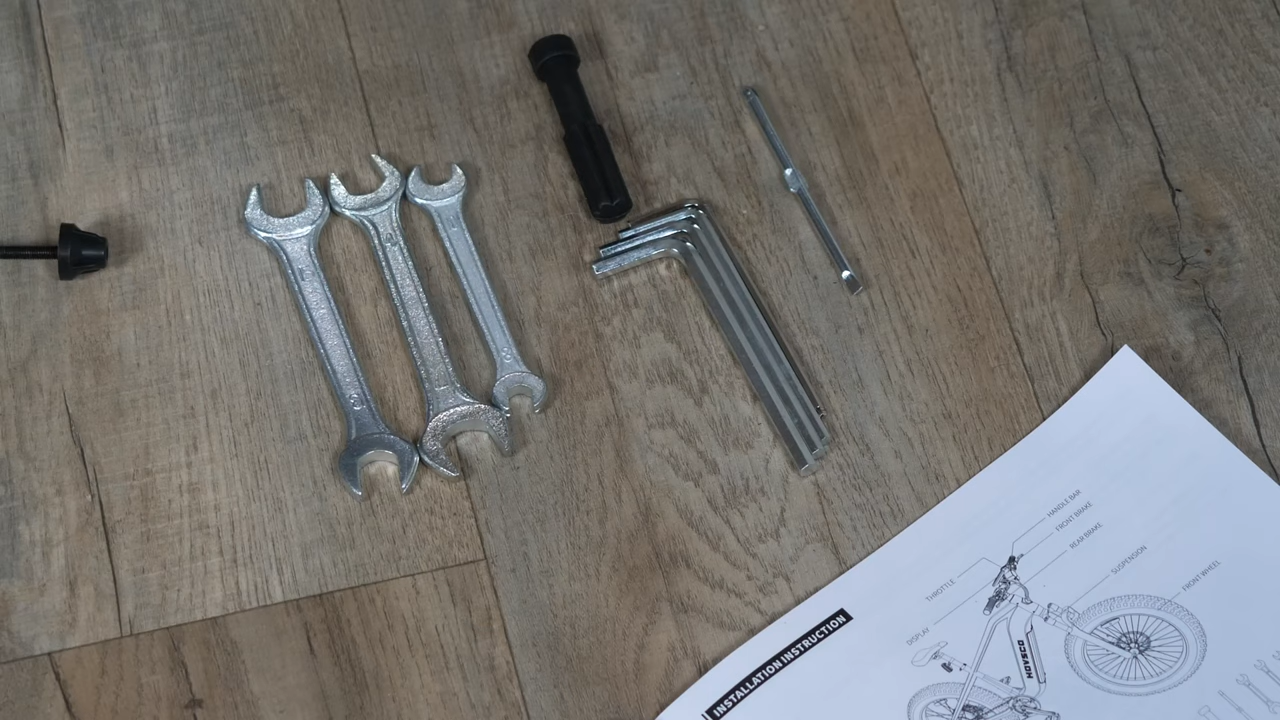 HANDLE BAR
FRONT BRAKE
REAR BRAKE
SUSPENSION
FRONT WHEEL
THROTTLE
DISPLAY
INSTALLATION INSTRUCTION
HOVSCO